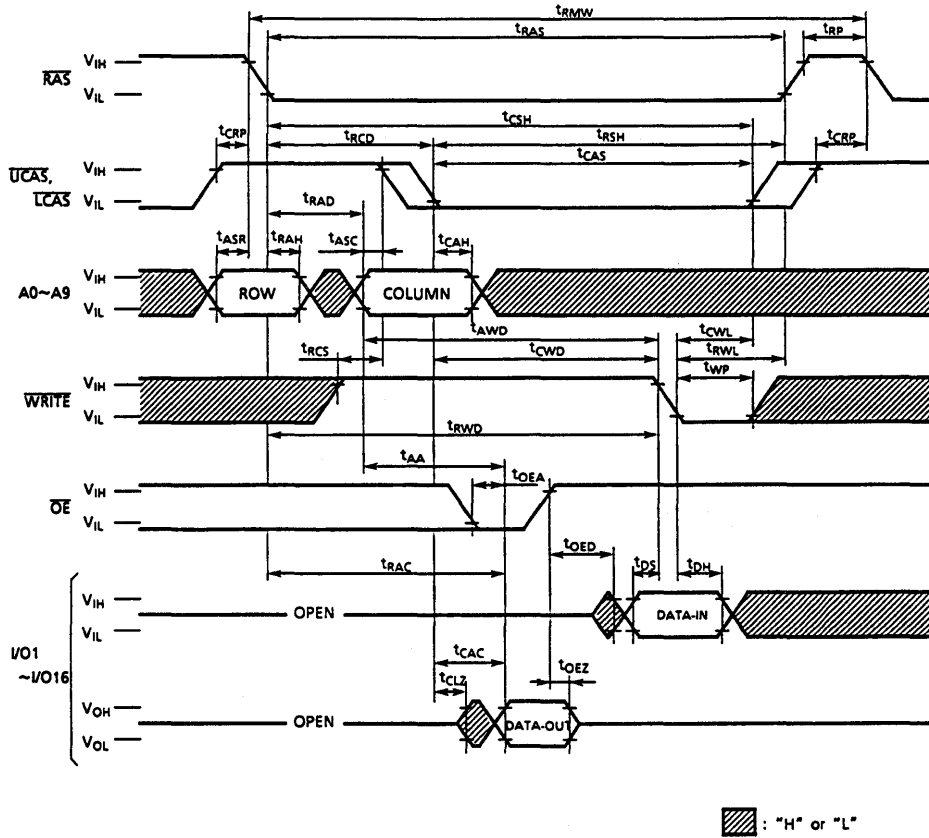 tRMW
tRAS
tRP
RAS
VIH
VIL
tCSH
tCRP
tRCD
tRSH
tCRP
tCAS
UCAS,
LCAS
VIH
VIL
tRAD
tASR
tRAH
tASC
tCAH
A0~A9
VIH
VIL
ROW
COLUMN
tAWD
tCWL
tRCS
tCWD
tRWL
tWP
WRITE
VIH
VIL
tRWD
tAA
tOEA
OE
VIH
VIL
tOED
tRAC
tDS
tDH
VIH
VIL
OPEN
DATA-IN
I/O1
~I/O16
tCAC
tOEZ
tCLZ
VOH
VOL
OPEN
DATA-OUT
: "H" or "L"